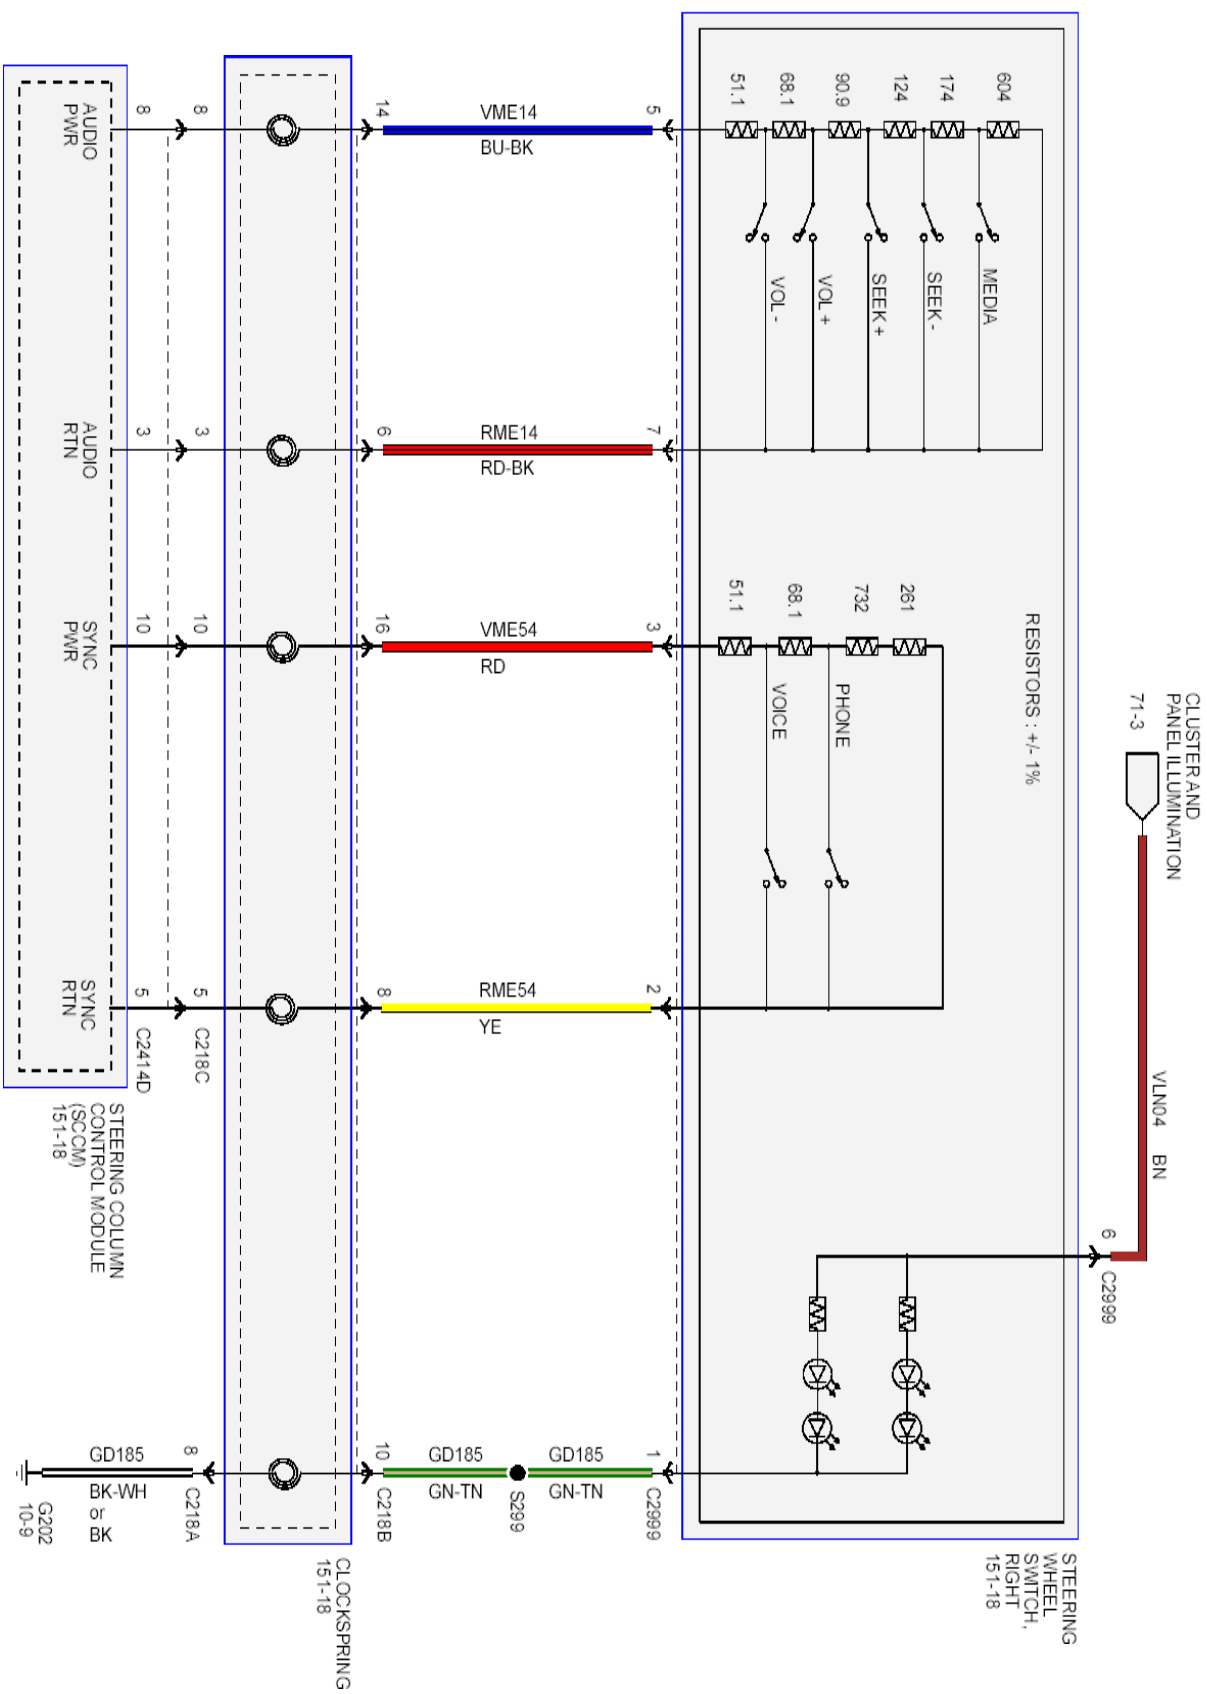 CLUSTER AND
PANEL ILLUMINATION
71-3
VLN04 BN
6
C2999
STEERING
WHEEL
SWITCH,
RIGHT
151-18
RESISTORS : +/- 1%
604
174
124
90.9
68.1
51.1
MEDIA
SEEK -
SEEK +
VOL +
VOL -
261
732
68.1
51.1
PHONE
VOICE
5
7
3
2
1
C2999
VME14
BU-BK
RME14
RD-BK
VME54
RD
RME54
YE
GD185
GN-TN
S299
GD185
GN-TN
14
6
16
8
10
C218B
CLOCKSPRING
151-18
8
3
10
5
C218C
8
C218A
8
3
10
5
C2414D
GD185
BK-WH
or
BK
G202
10-9
AUDIO
PWR
AUDIO
RTN
SYNC
PWR
SYNC
RTN
STEERING COLUMN
CONTROL MODULE
(SCCM)
151-18